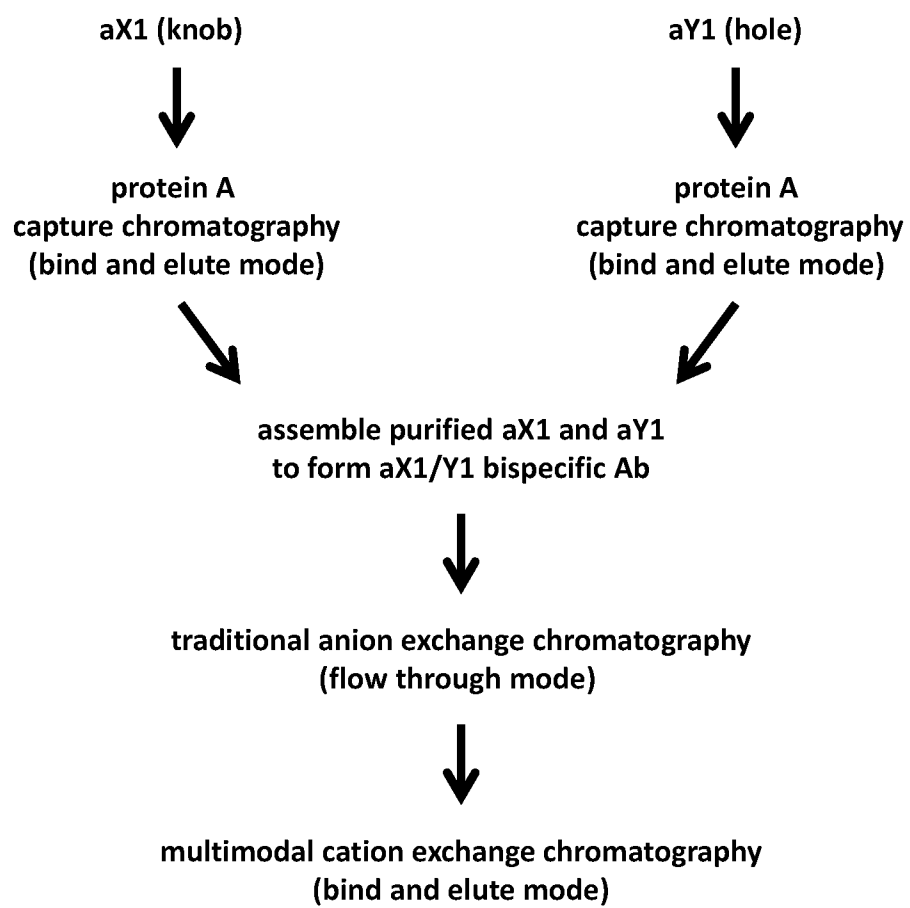 aX1 (knob)
aY1 (hole)
protein A
capture chromatography
(bind and elute mode)
protein A
capture chromatography
(bind and elute mode)
assemble purified aX1 and aY1
to form aX1/Y1 bispecific Ab
traditional anion exchange chromatography
(flow through mode)
multimodal cation exchange chromatography
(bind and elute mode)